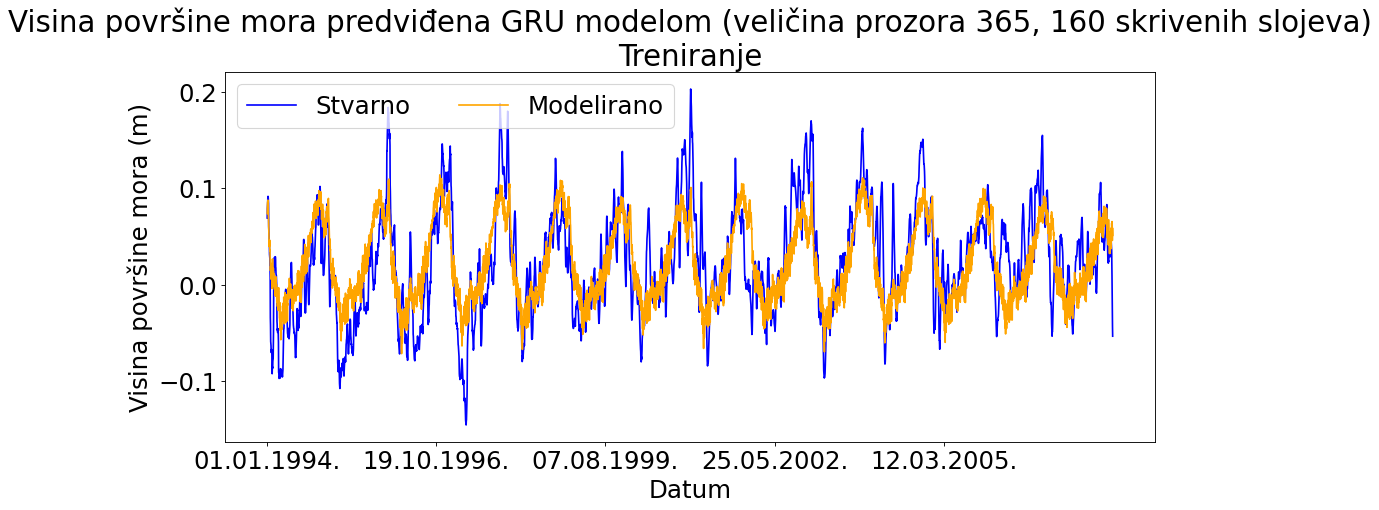 Visina površine mora predviđena GRU modelom (veličina prozora 365, 160 skrivenih slojeva)
Treniranje
Stvarno
Modelirano
Visina površine mora (m)
0.2
0.1
0.0
−0.1
01.01.1994.
19.10.1996.
07.08.1999.
25.05.2002.
12.03.2005.
Datum